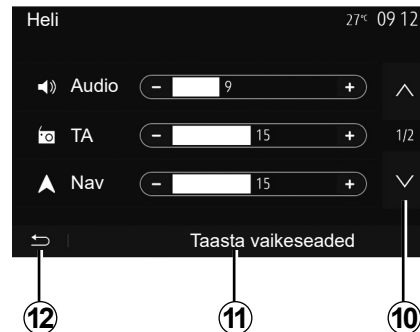 Heli 27°C 09 12
Audio - 9 +
TA - 15 + 1/2
Nav - 15 +
Taasta vaikeseaded
12 11 10